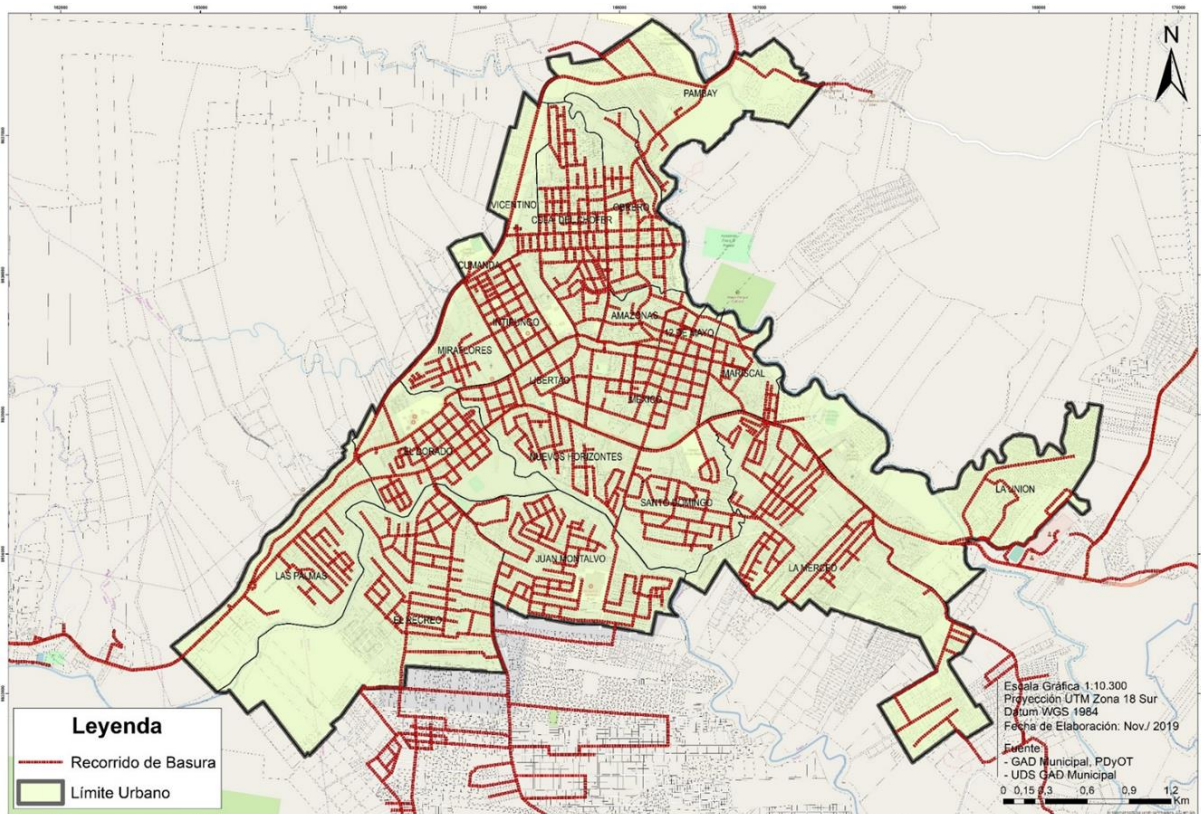 N
PAMBAY
VICENTINO
OBRERO
CDLA. DEL CHOFER
CUMANDA
AMAZONAS
INTIPUNGO
12 DE MAYO
MIRAFLORES
MARISCAL
LIBERTAD
MEXICO
EL DORADO
NUEVOS HORIZONTES
LA UNION
SANTO DOMINGO
JUAN MONTALVO
LA MERCED
LAS PALMAS
EL RECREO
Leyenda
Recorrido de Basura
Límite Urbano
Escala Gráfica 1:10.300
Proyección UTM Zona 18 Sur
Datum WGS 1984
Fecha de Elaboración: Nov./ 2019
Fuente:
- GAD Municipal, PDyOT
- UDS GAD Municipal
0 0,15 0,3 0,6 0,9 1,2
Km